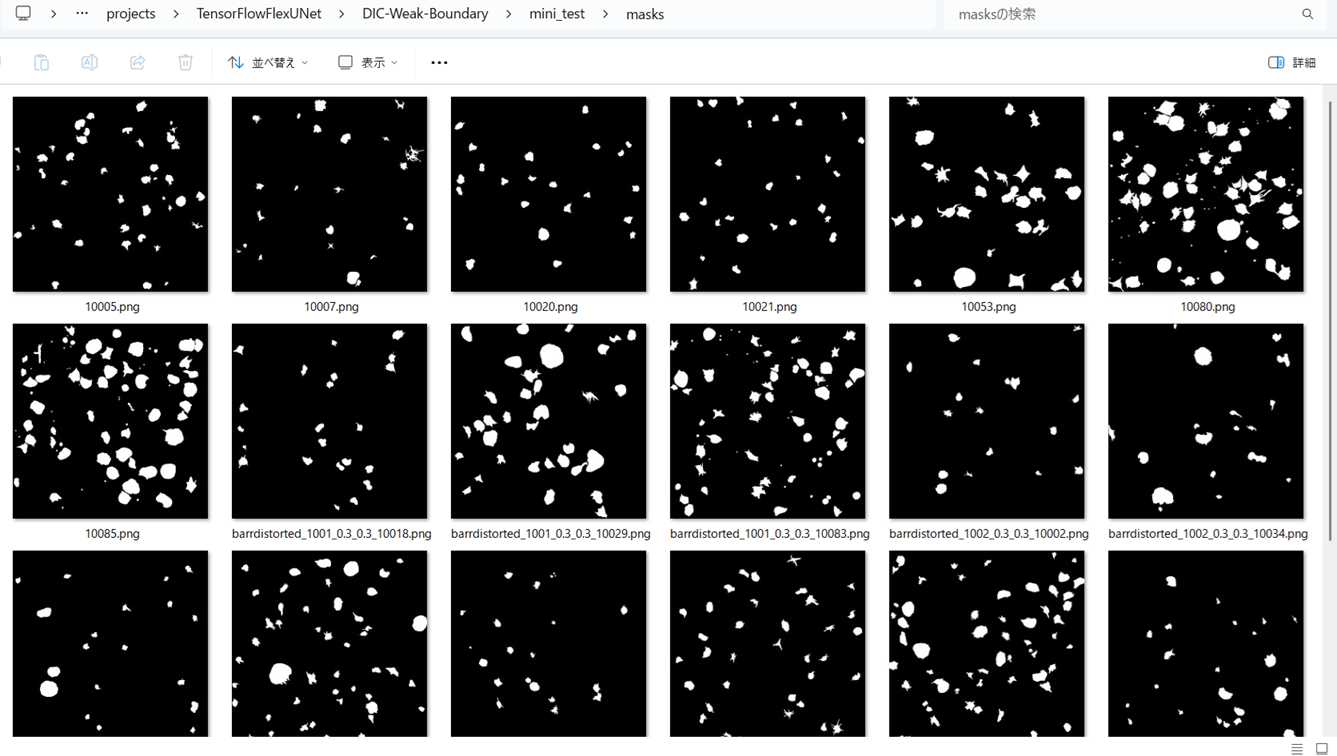 projects > TensorFlowFlexUNet > DIC-Weak-Boundary > mini_test > masks
masksの検索
並べ替え
表示
詳細
10005.png
10007.png
10020.png
10021.png
10053.png
10080.png
10085.png
barrdistorted_1001_0.3_0.3_10018.png
barrdistorted_1001_0.3_0.3_10029.png
barrdistorted_1001_0.3_0.3_10083.png
barrdistorted_1002_0.3_0.3_10002.png
barrdistorted_1002_0.3_0.3_10034.png